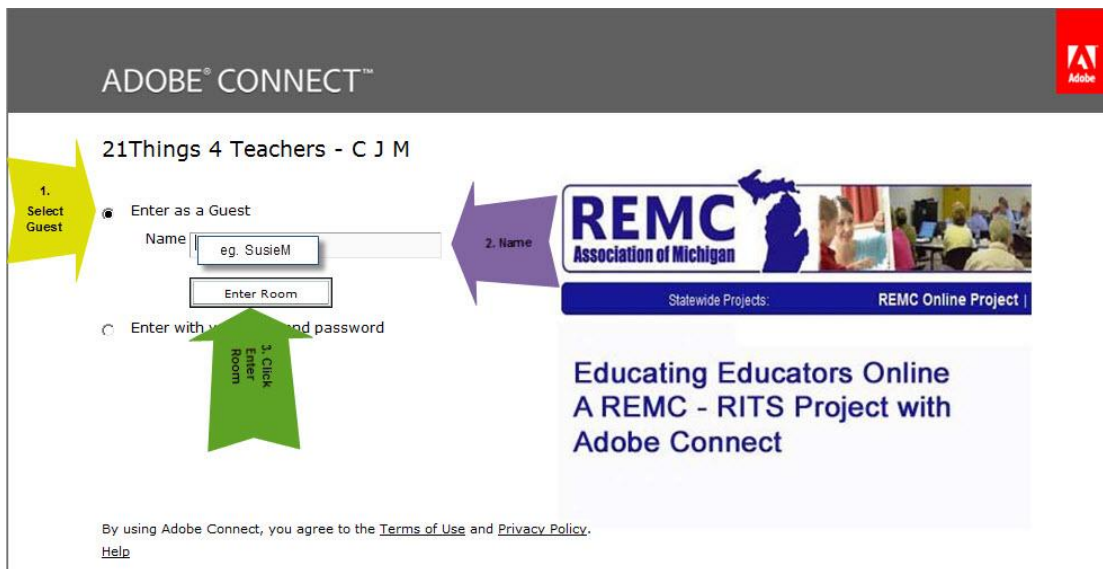 ADOBE® CONNECT™
Adobe
21Things 4 Teachers - C J M
1.
Select
Guest
Enter as a Guest
Name
eg. SusieM
2. Name
Enter Room
Enter with y
nd password
3. Click
Enter
Room
REMC
Association of Michigan
Statewide Projects:
REMC Online Project |
Educating Educators Online
A REMC - RITS Project with
Adobe Connect
By using Adobe Connect, you agree to the Terms of Use and Privacy Policy.
Help